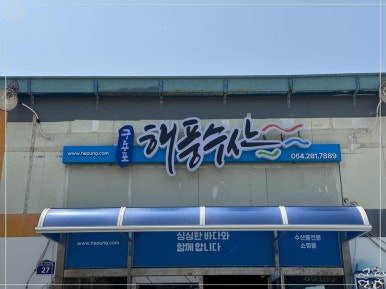 구룡포
해풍수산
www.hepung.com
054.281.7889
www.hepung.com
싱싱한 바다와
함께 합니다
수산물전문
쇼핑몰
27